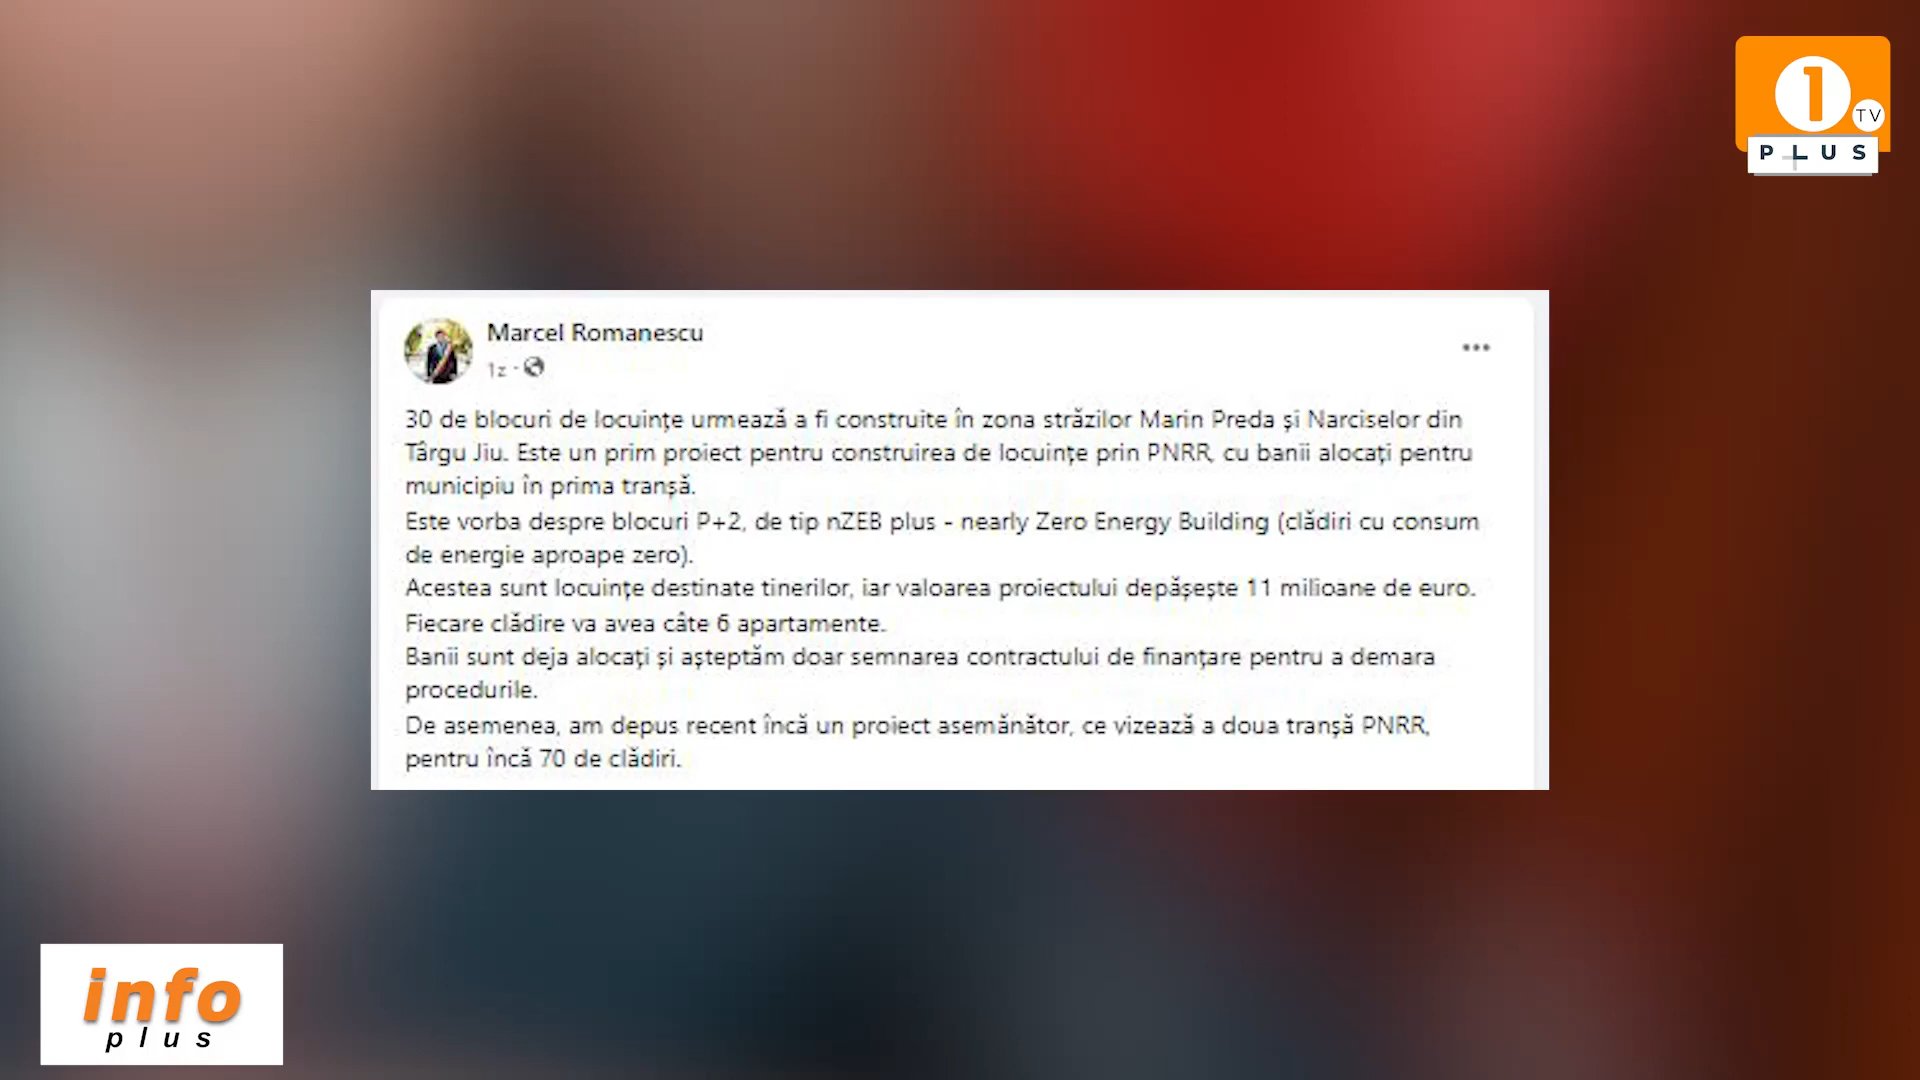 1
TV
PLUS
Marcel Romanescu
1z ·
30 de blocuri de locuințe urmează a fi construite în zona străzilor Marin Preda și Narciselor din
Târgu Jiu. Este un prim proiect pentru construirea de locuințe prin PNRR, cu banii alocați pentru
municipiu în prima tranșă.
Este vorba despre blocuri P+2, de tip nZEB plus - nearly Zero Energy Building (clădiri cu consum
de energie aproape zero).
Acestea sunt locuințe destinate tinerilor, iar valoarea proiectului depășește 11 milioane de euro.
Fiecare clădire va avea câte 6 apartamente.
Banii sunt deja alocați și așteptăm doar semnarea contractului de finanțare pentru a demara
procedurile.
De asemenea, am depus recent încă un proiect asemănător, ce vizează a doua tranșă PNRR,
pentru încă 70 de clădiri.
info
plus